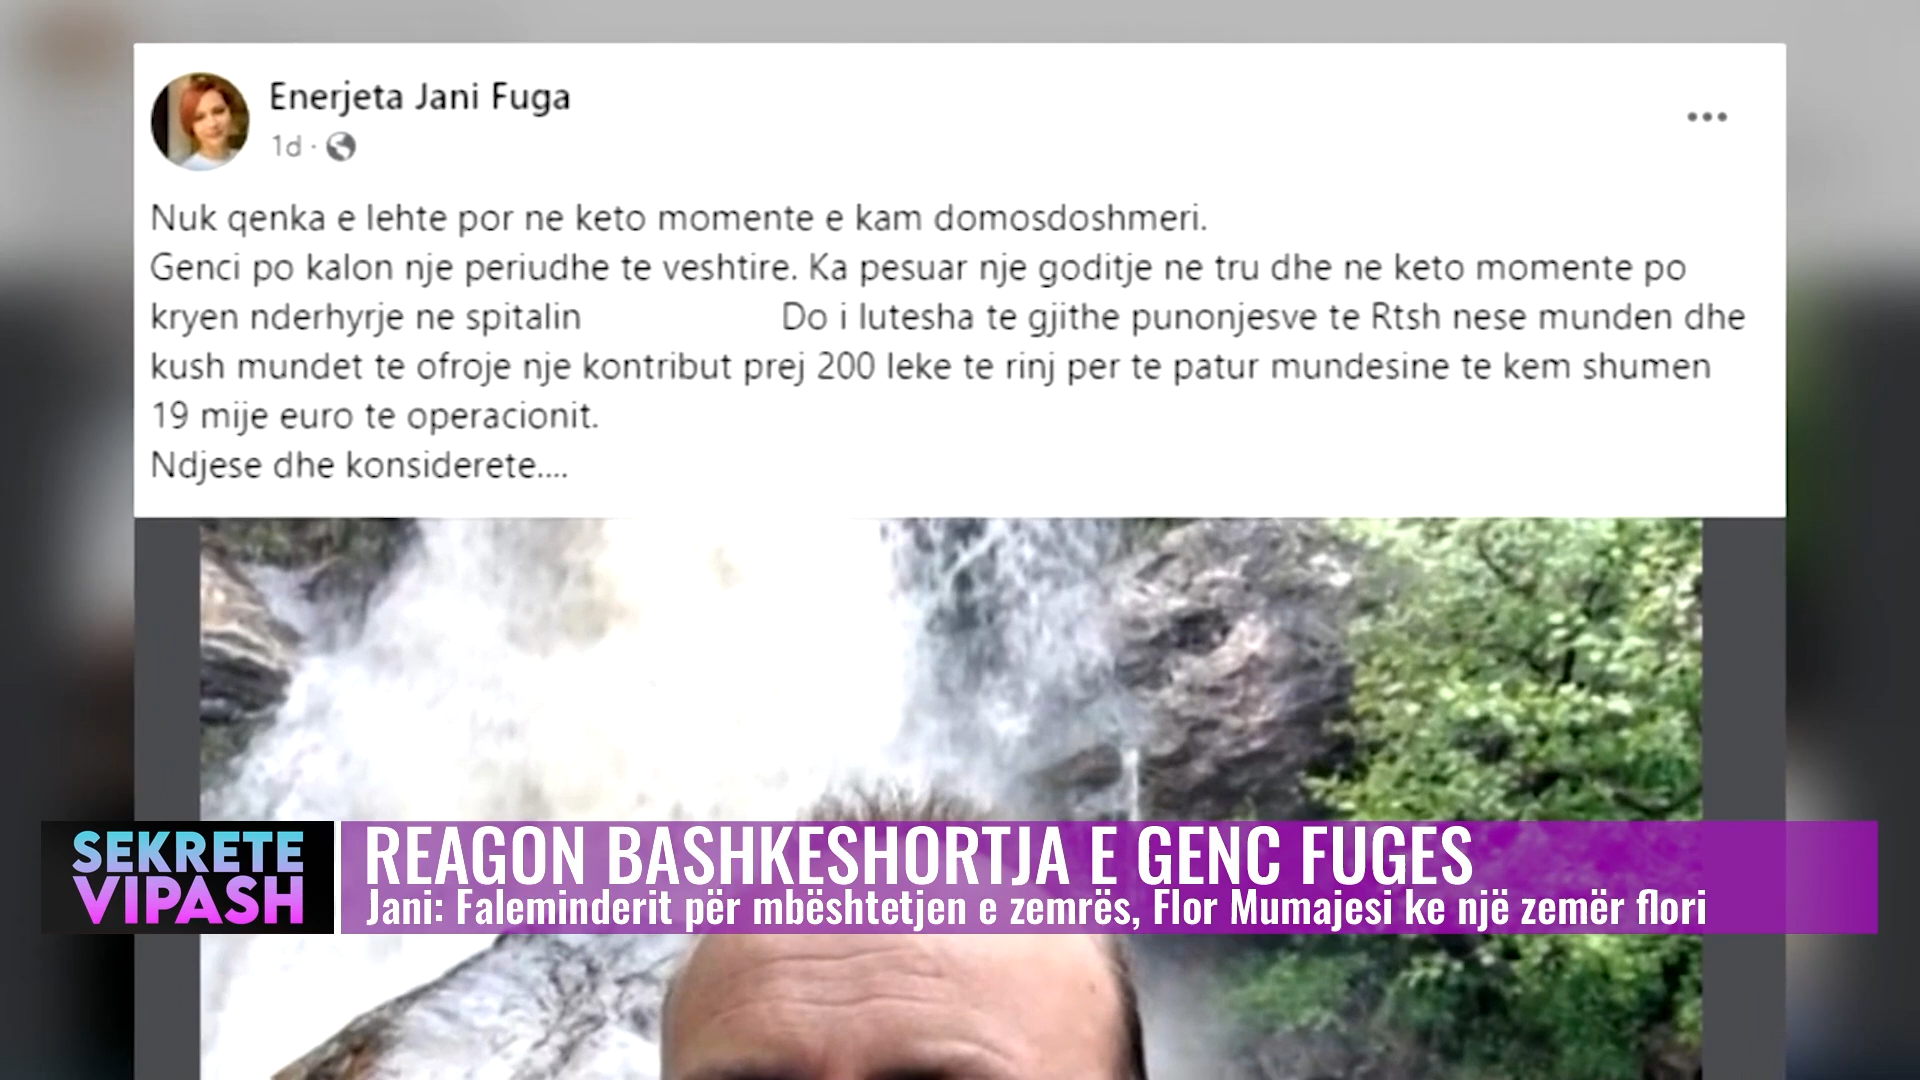 Enerjeta Jani Fuga
1d ·
Nuk qenka e lehte por ne keto momente e kam domosdoshmeri.
Genci po kalon nje periudhe te veshtire. Ka pesuar nje goditje ne tru dhe ne keto momente po
kryen nderhyrje ne spitalin Do i lutesha te gjithe punonjesve te Rtsh nese munden dhe
kush mundet te ofroje nje kontribut prej 200 leke te rinj per te patur mundesine te kem shumen
19 mije euro te operacionit.
Ndjese dhe konsiderete....
SEKRETE
VIPASH
REAGON BASHKESHORTJA E GENC FUGES
Jani: Faleminderit për mbështetjen e zemrës, Flor Mumajesi ke një zemër flori